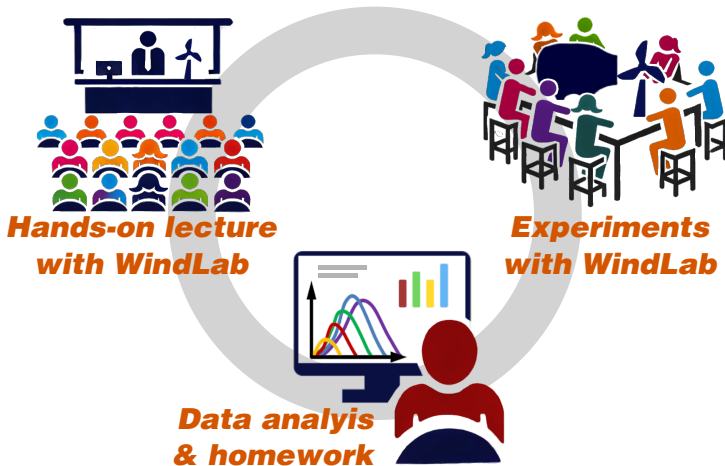 Hands-on lecture
with WindLab
Experiments
with WindLab
Data analyis
& homework